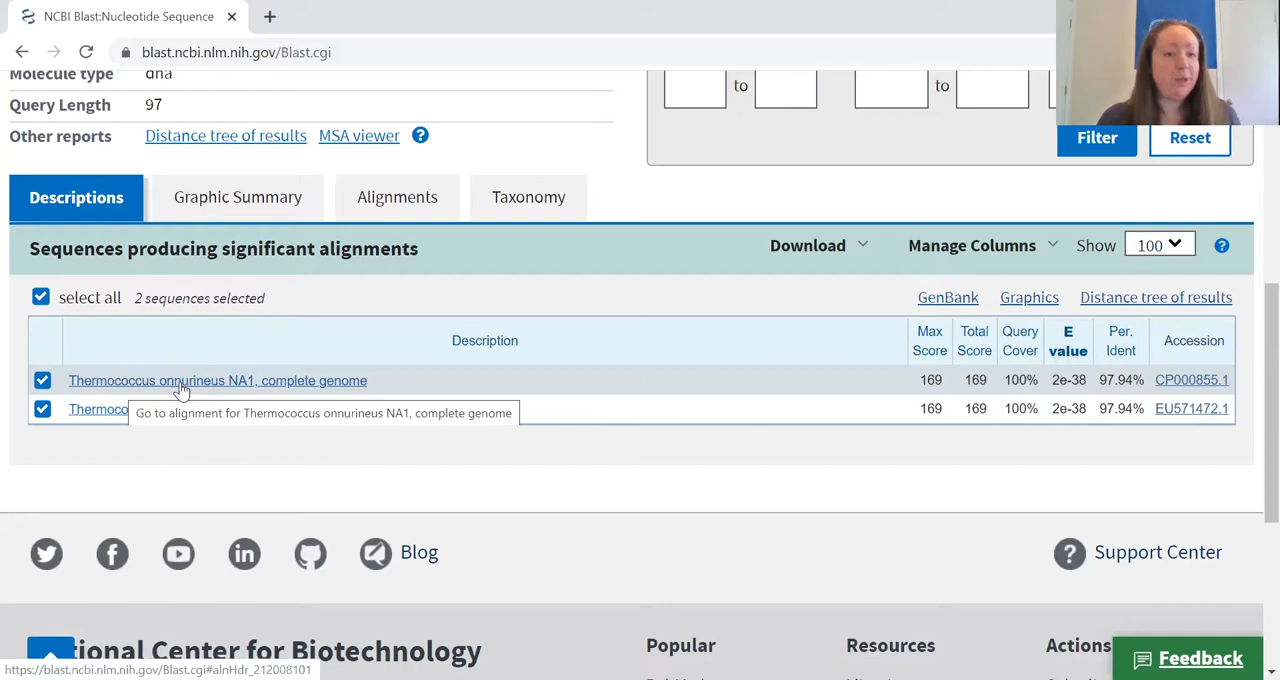 NCBI Blast:Nucleotide Sequence
blast.ncbi.nlm.nih.gov/Blast.cgi
Molecule type dna
Query Length 97
Other reports Distance tree of results MSA viewer ?
to to
Filter Reset
Descriptions Graphic Summary Alignments Taxonomy
Sequences producing significant alignments Download Manage Columns Show 100 ?
select all 2 sequences selected GenBank Graphics Distance tree of results
Description Max Score Total Score Query Cover E value Per. Ident Accession
Thermococcus onnurineus NA1, complete genome 169 169 100% 2e-38 97.94% CP000855.1
Thermoco 169 169 100% 2e-38 97.94% EU571472.1
Go to alignment for Thermococcus onnurineus NA1, complete genome
Blog ? Support Center
tional Center for Biotechnology Popular Resources Actions
Feedback
https://blast.ncbi.nlm.nih.gov/Blast.cgi#alnHdr_212008101